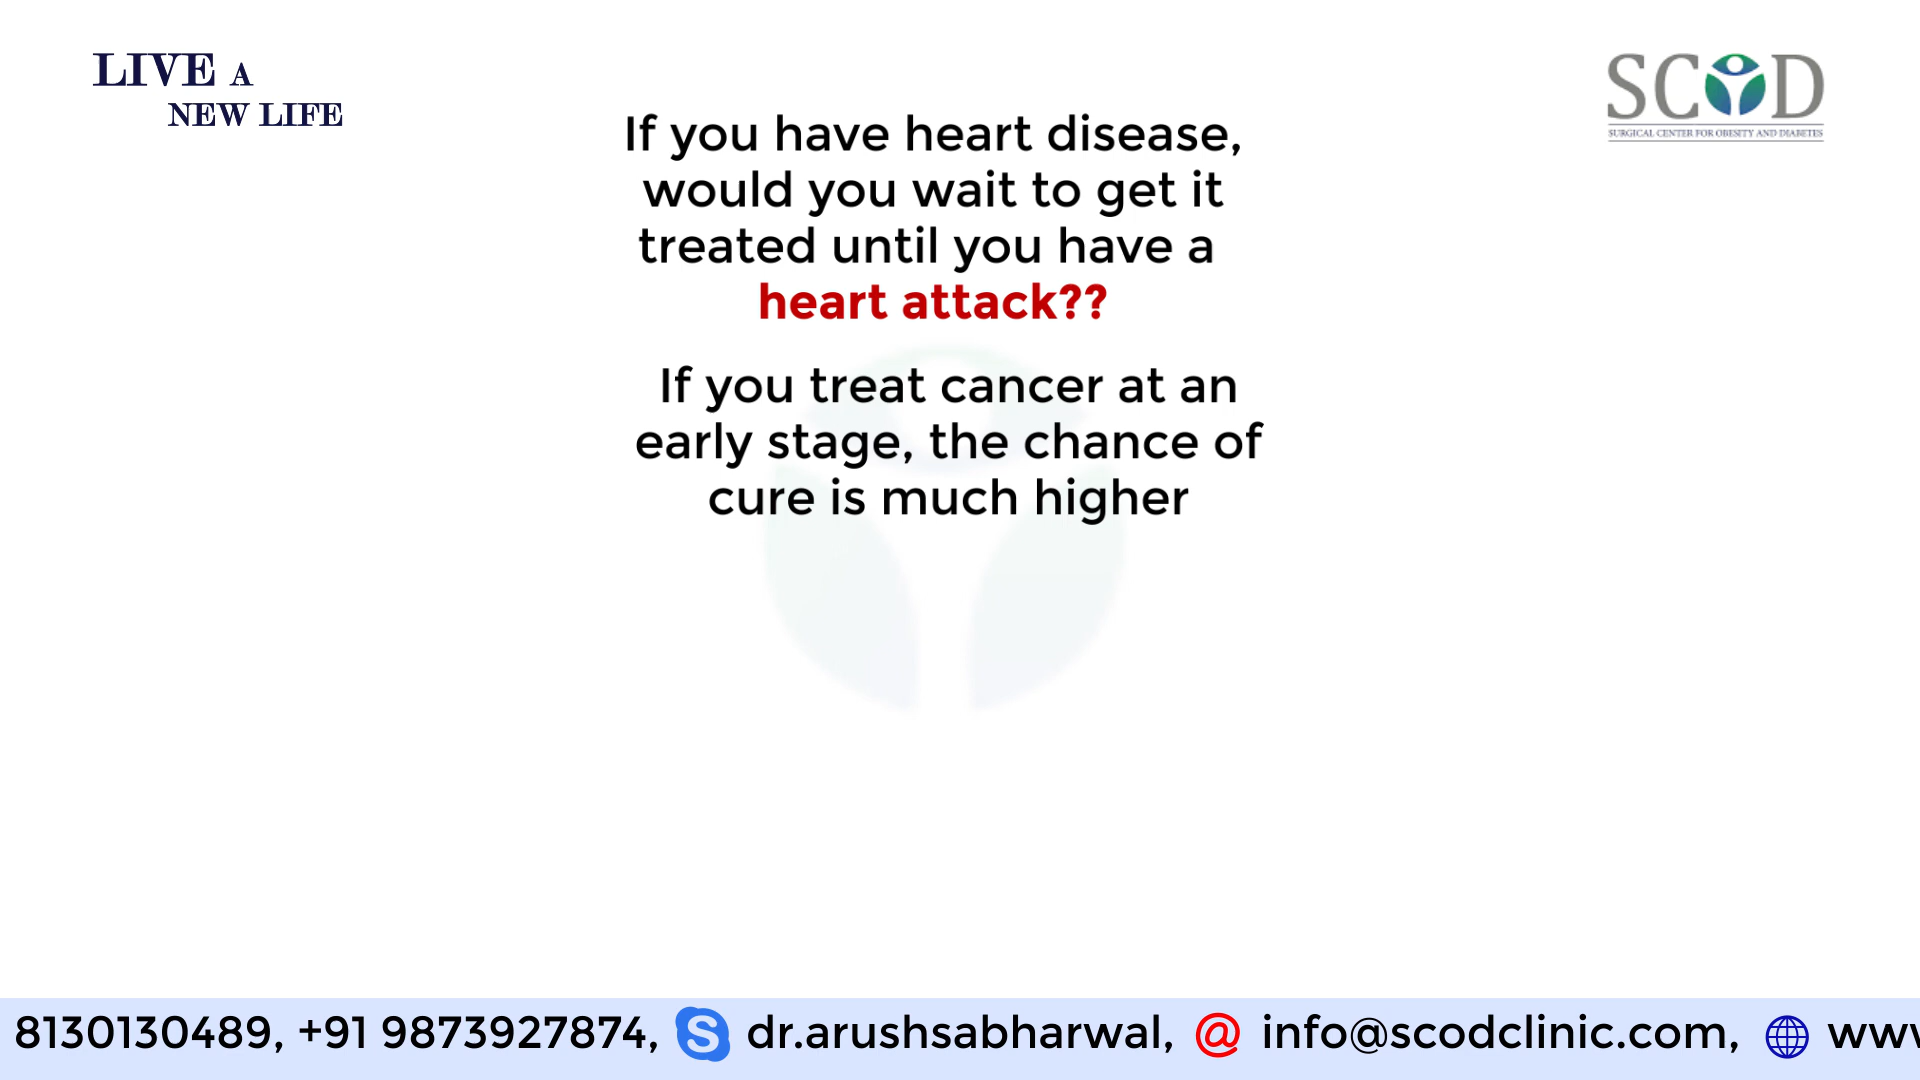 LIVE A
NEW LIFE
SCOD
SURGICAL CENTER FOR OBESITY AND DIABETES
If you have heart disease,
would you wait to get it
treated until you have a
heart attack??
If you treat cancer at an
early stage, the chance of
cure is much higher
8130130489, +91 9873927874, dr.arushsabharwal, @ info@scodclinic.com, www